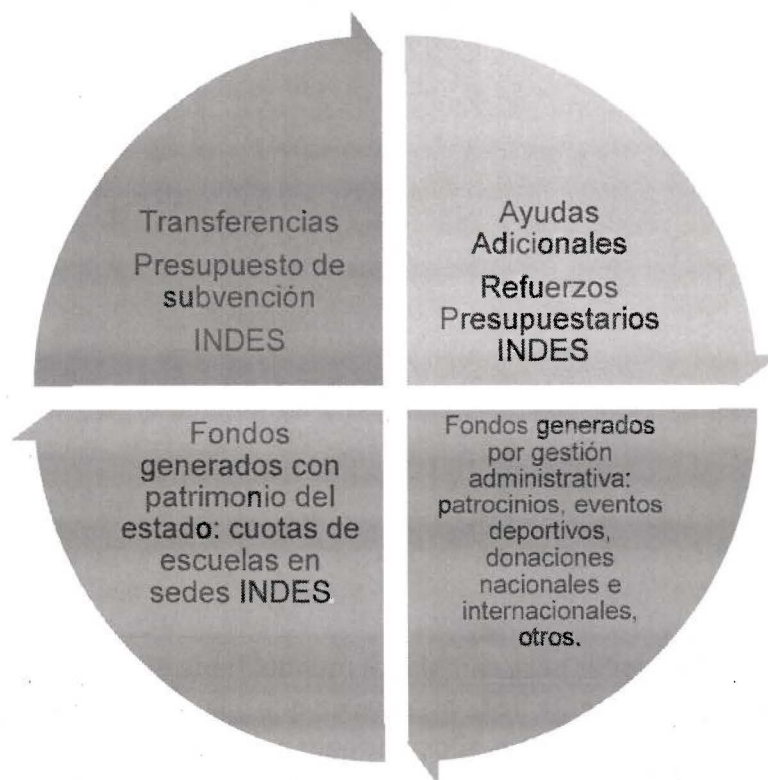 Transferencias
Presupuesto de
subvención
INDES
Ayudas
Adicionales
Refuerzos
Presupuestarios
INDES
Fondos
generados con
patrimonio del
estado: cuotas de
escuelas en
sedes INDES
Fondos generados
por gestión
administrativa:
patrocinios, eventos
deportivos,
donaciones
nacionales e
internacionales,
otros.